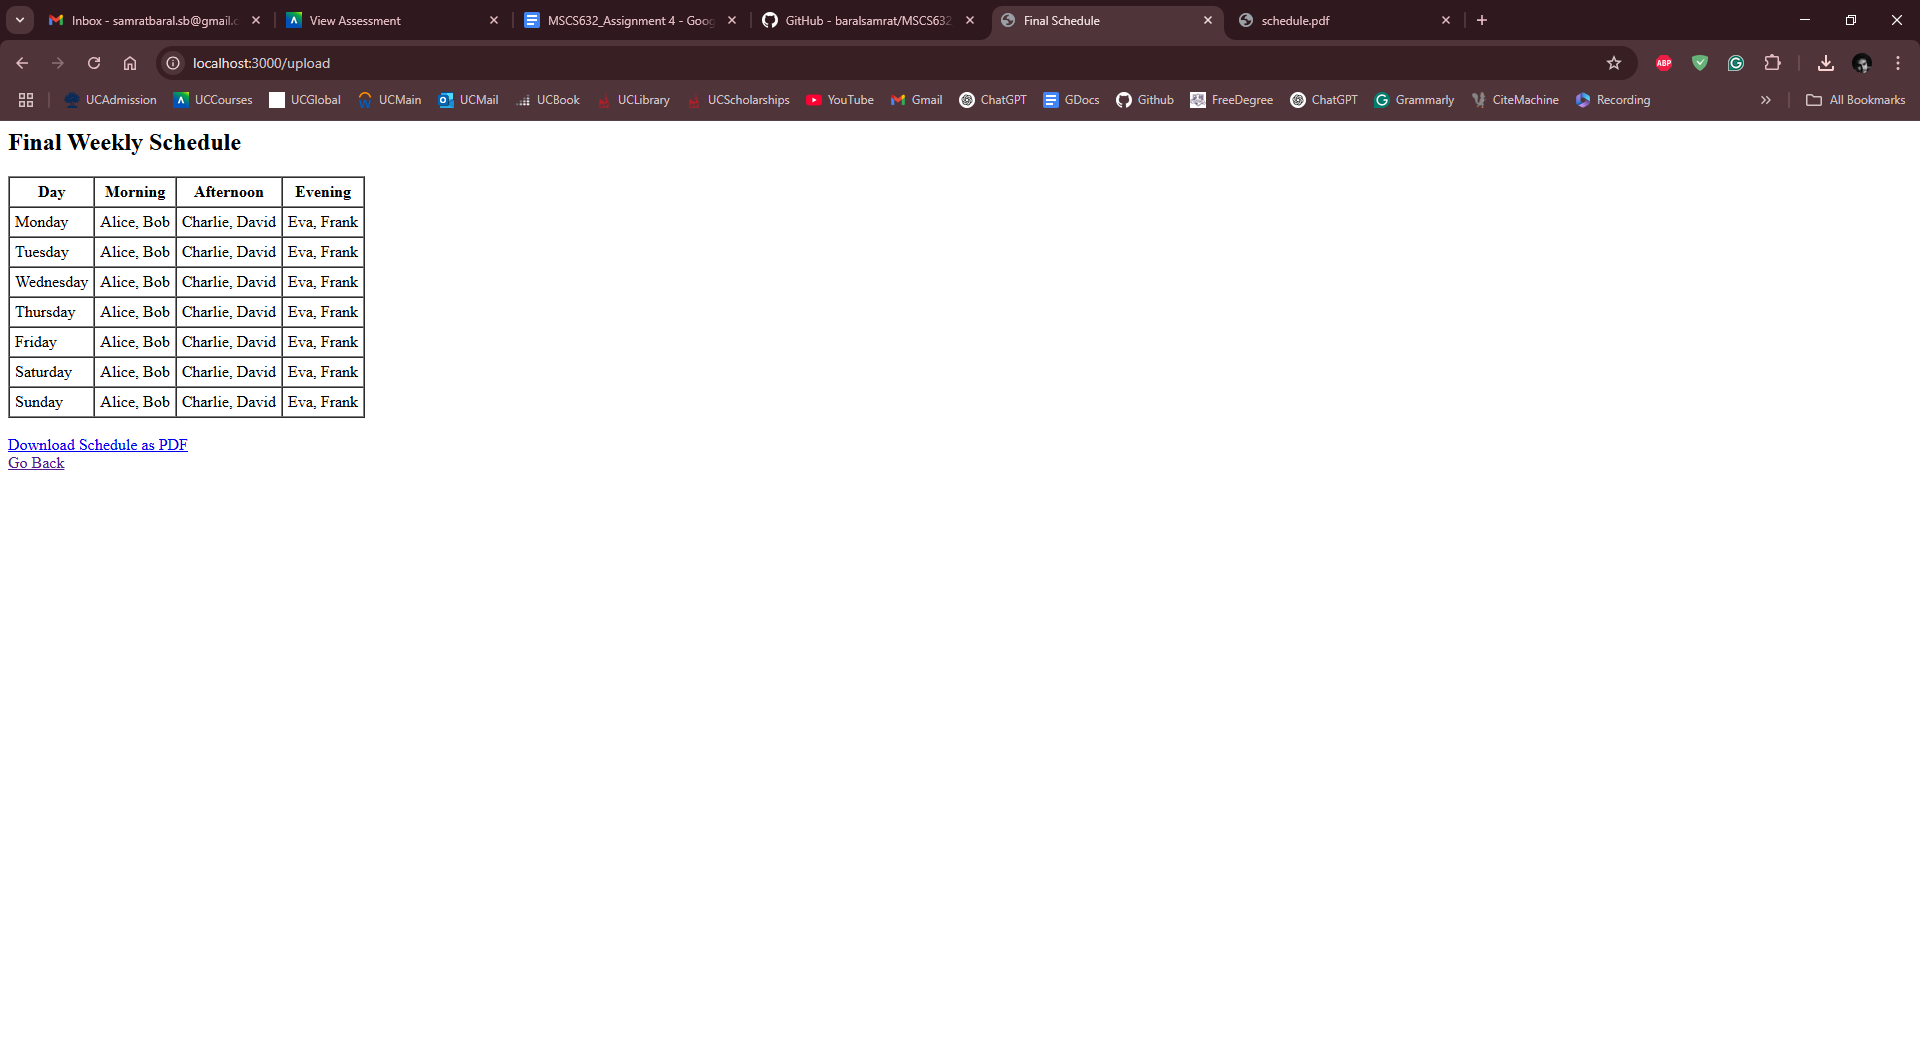 Inbox - samratbaral.sb@gmail.c
View Assessment
MSCS632_Assignment 4 - Goog
GitHub - baralsamrat/MSCS632
Final Schedule
schedule.pdf
localhost:3000/upload
ABP
UCAdmission UCCourses UCGlobal UCMain UCMail UCBook UCLibrary UCScholarships YouTube Gmail ChatGPT GDocs Github FreeDegree ChatGPT Grammarly CiteMachine Recording All Bookmarks
Final Weekly Schedule
Day Morning Afternoon Evening
Monday Alice, Bob Charlie, David Eva, Frank
Tuesday Alice, Bob Charlie, David Eva, Frank
Wednesday Alice, Bob Charlie, David Eva, Frank
Thursday Alice, Bob Charlie, David Eva, Frank
Friday Alice, Bob Charlie, David Eva, Frank
Saturday Alice, Bob Charlie, David Eva, Frank
Sunday Alice, Bob Charlie, David Eva, Frank
Download Schedule as PDF
Go Back